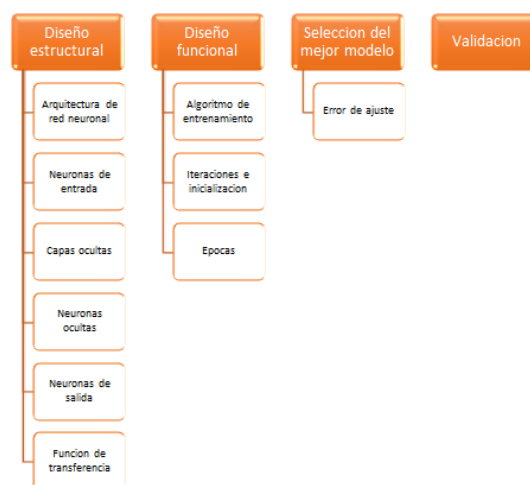 Diseño
estructural
Arquitectura de
red neuronal
Neuronas de
entrada
Capas ocultas
Neuronas
ocultas
Neuronas de
salida
Funcion de
transferencia
Diseño
funcional
Algoritmo de
entrenamiento
Iteraciones e
inicializacion
Epocas
Seleccion del
mejor modelo
Error de ajuste
Validacion